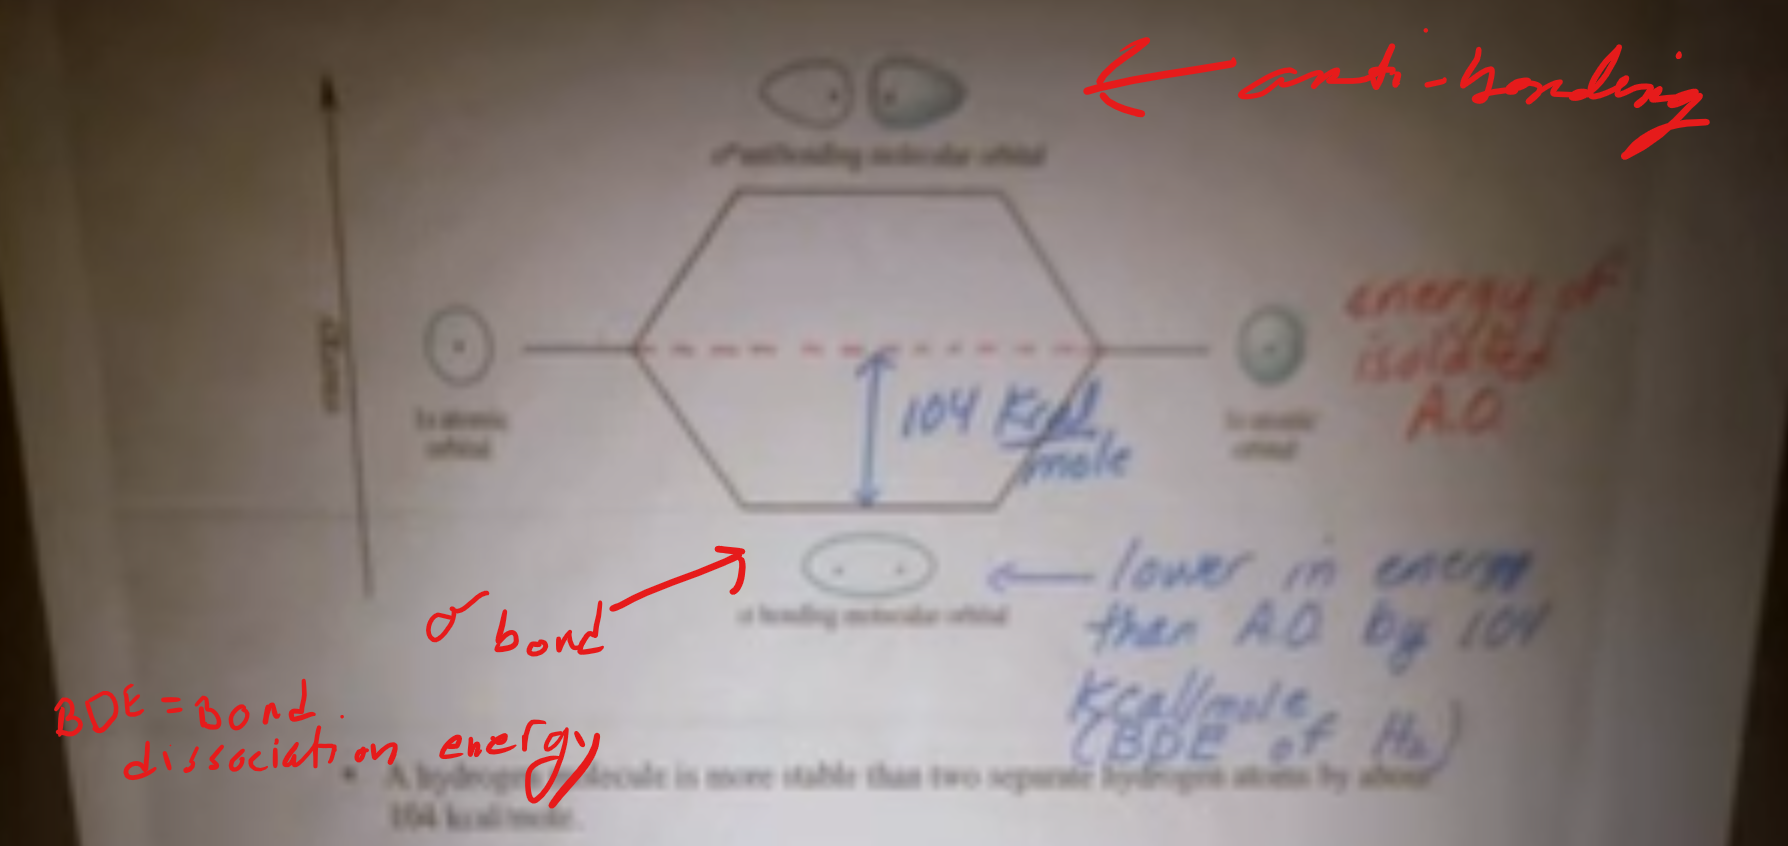 ← anti-bonding
σ* antibonding molecular orbital
energy of
isolated
A.O.
1s atomic
orbital
104 Kcal
mole
1s atomic
orbital
← lower in energy
than A.O. by 104
Kcal/mole
(BDE of H₂)
σ bonding molecular orbital
σ bond
BDE = Bond
dissociation energy
• A hydrogen molecule is more stable than two separate hydrogen atoms by about
104 kcal/mole.